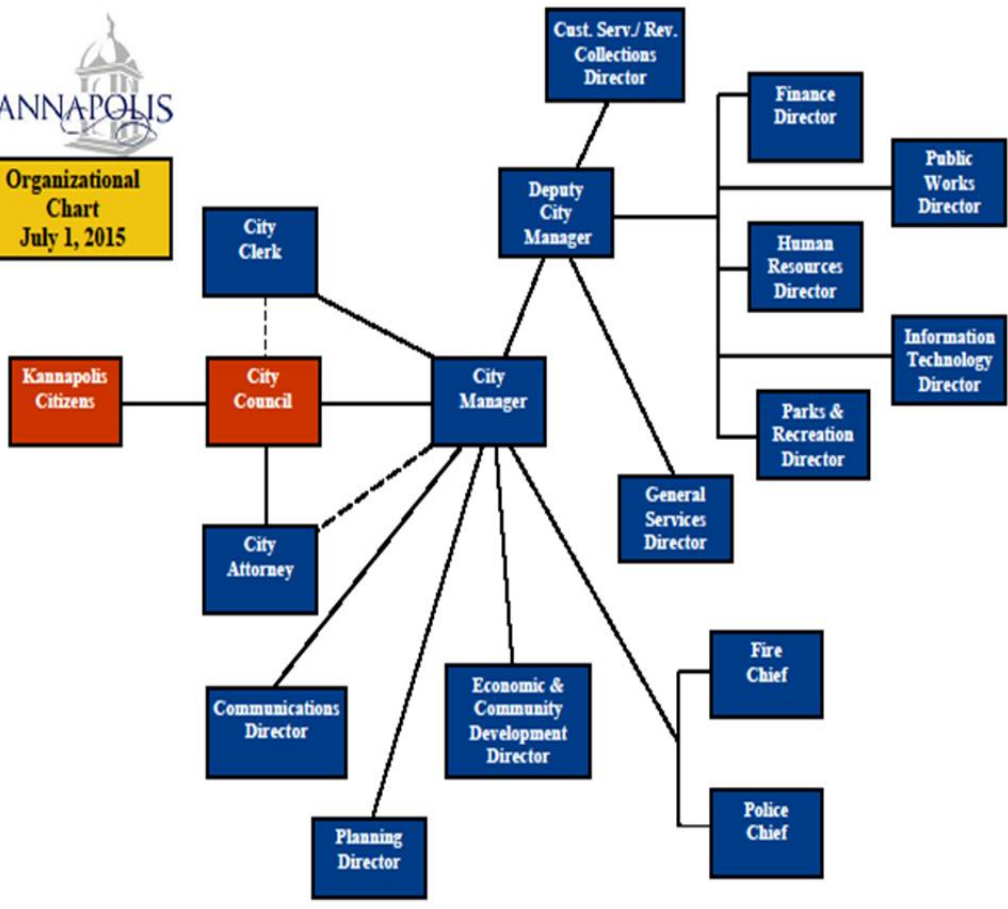 ANNAPOLIS
Organizational
Chart
July 1, 2015
Cust. Serv./ Rev.
Collections
Director
Finance
Director
Public
Works
Director
Deputy
City
Manager
Human
Resources
Director
City
Clerk
Information
Technology
Director
Kannapolis
Citizens
City
Council
City
Manager
Parks &
Recreation
Director
General
Services
Director
City
Attorney
Fire
Chief
Communications
Director
Economic &
Community
Development
Director
Police
Chief
Planning
Director